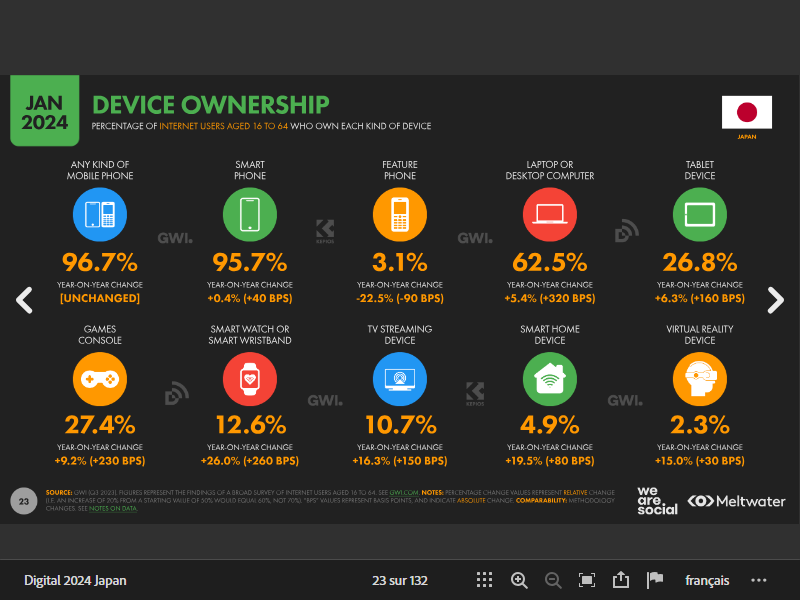 JAN
2024
DEVICE OWNERSHIP
PERCENTAGE OF INTERNET USERS AGED 16 TO 64 WHO OWN EACH KIND OF DEVICE
JAPAN
ANY KIND OF
MOBILE PHONE
96.7%
YEAR-ON-YEAR CHANGE
[UNCHANGED]
SMART
PHONE
95.7%
YEAR-ON-YEAR CHANGE
+0.4% (+40 BPS)
FEATURE
PHONE
3.1%
YEAR-ON-YEAR CHANGE
-22.5% (-90 BPS)
LAPTOP OR
DESKTOP COMPUTER
62.5%
YEAR-ON-YEAR CHANGE
+5.4% (+320 BPS)
TABLET
DEVICE
26.8%
YEAR-ON-YEAR CHANGE
+6.3% (+160 BPS)
GWI.
KEPIOS
GWI.
GAMES
CONSOLE
27.4%
YEAR-ON-YEAR CHANGE
+9.2% (+230 BPS)
SMART WATCH OR
SMART WRISTBAND
12.6%
YEAR-ON-YEAR CHANGE
+26.0% (+260 BPS)
TV STREAMING
DEVICE
10.7%
YEAR-ON-YEAR CHANGE
+16.3% (+150 BPS)
SMART HOME
DEVICE
4.9%
YEAR-ON-YEAR CHANGE
+19.5% (+80 BPS)
VIRTUAL REALITY
DEVICE
2.3%
YEAR-ON-YEAR CHANGE
+15.0% (+30 BPS)
GWI.
KEPIOS
GWI.
23
SOURCE: GWI (Q3 2023). FIGURES REPRESENT THE FINDINGS OF A BROAD SURVEY OF INTERNET USERS AGED 16 TO 64. SEE GWI.COM. NOTES: PERCENTAGE CHANGE VALUES REPRESENT RELATIVE CHANGE
(I.E. AN INCREASE OF 20% FROM A STARTING VALUE OF 50% WOULD EQUAL 60%, NOT 70%). "BPS" VALUES REPRESENT BASIS POINTS, AND INDICATE ABSOLUTE CHANGE. COMPARABILITY: METHODOLOGY
CHANGES. SEE NOTES ON DATA.
we
are.
social
Meltwater
Digital 2024 Japan
23 sur 132
français